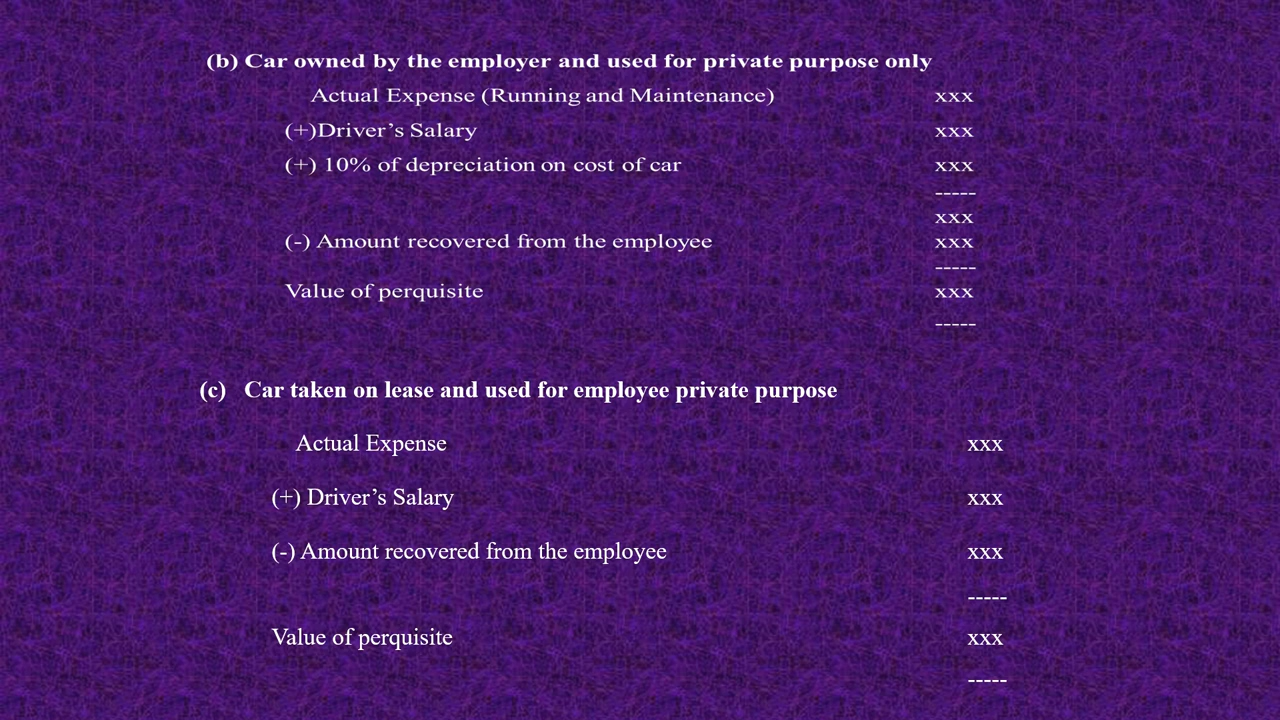 (b) Car owned by the employer and used for private purpose only
Actual Expense (Running and Maintenance) xxx
(+)Driver’s Salary xxx
(+) 10% of depreciation on cost of car xxx
-----
xxx
(-) Amount recovered from the employee xxx
-----
Value of perquisite xxx
-----
(c) Car taken on lease and used for employee private purpose
Actual Expense xxx
(+) Driver’s Salary xxx
(-) Amount recovered from the employee xxx
-----
Value of perquisite xxx
-----